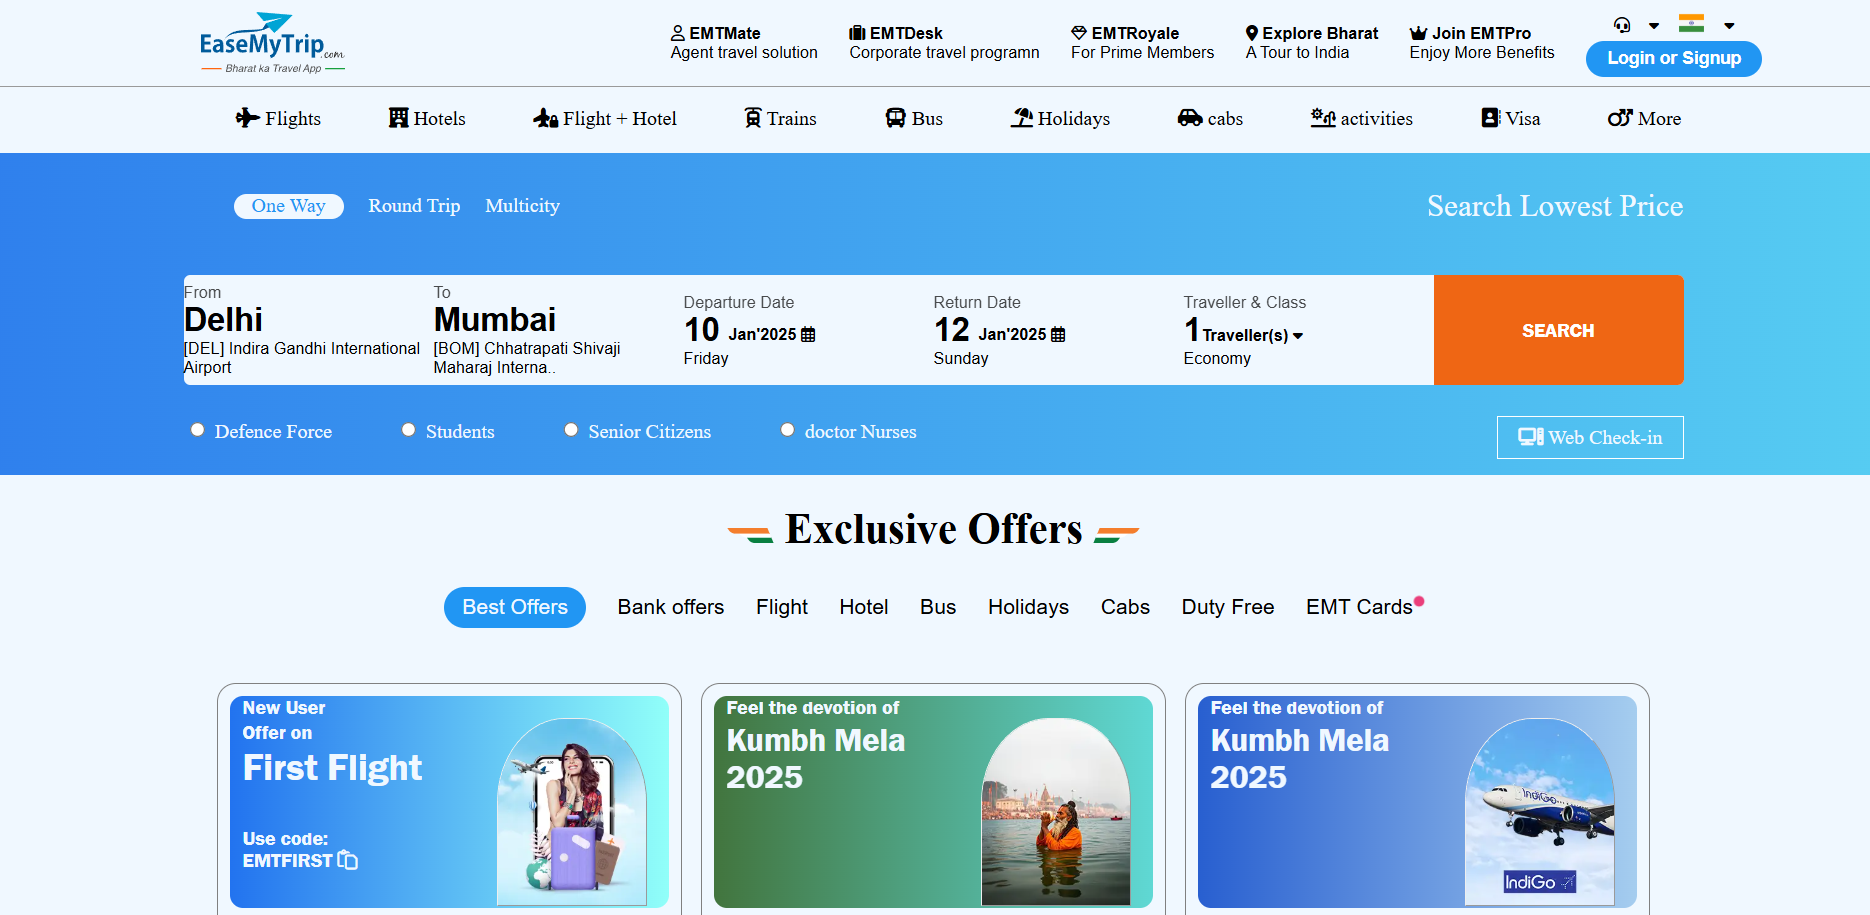 EaseMyTrip.com
Bharat ka Travel App
EMTMate
Agent travel solution
EMTDesk
Corporate travel programn
EMTRoyale
For Prime Members
Explore Bharat
A Tour to India
Join EMTPro
Enjoy More Benefits
Login or Signup
Flights
Hotels
Flight + Hotel
Trains
Bus
Holidays
cabs
activities
Visa
More
One Way
Round Trip
Multicity
Search Lowest Price
From
Delhi
[DEL] Indira Gandhi International
Airport
To
Mumbai
[BOM] Chhatrapati Shivaji
Maharaj Interna..
Departure Date
10 Jan'2025
Friday
Return Date
12 Jan'2025
Sunday
Traveller & Class
1 Traveller(s)
Economy
SEARCH
Defence Force
Students
Senior Citizens
doctor Nurses
Web Check-in
Exclusive Offers
Best Offers
Bank offers
Flight
Hotel
Bus
Holidays
Cabs
Duty Free
EMT Cards
New User
Offer on
First Flight
Use code:
EMTFIRST
Feel the devotion of
Kumbh Mela
2025
Feel the devotion of
Kumbh Mela
2025
IndiGo
IndiGo